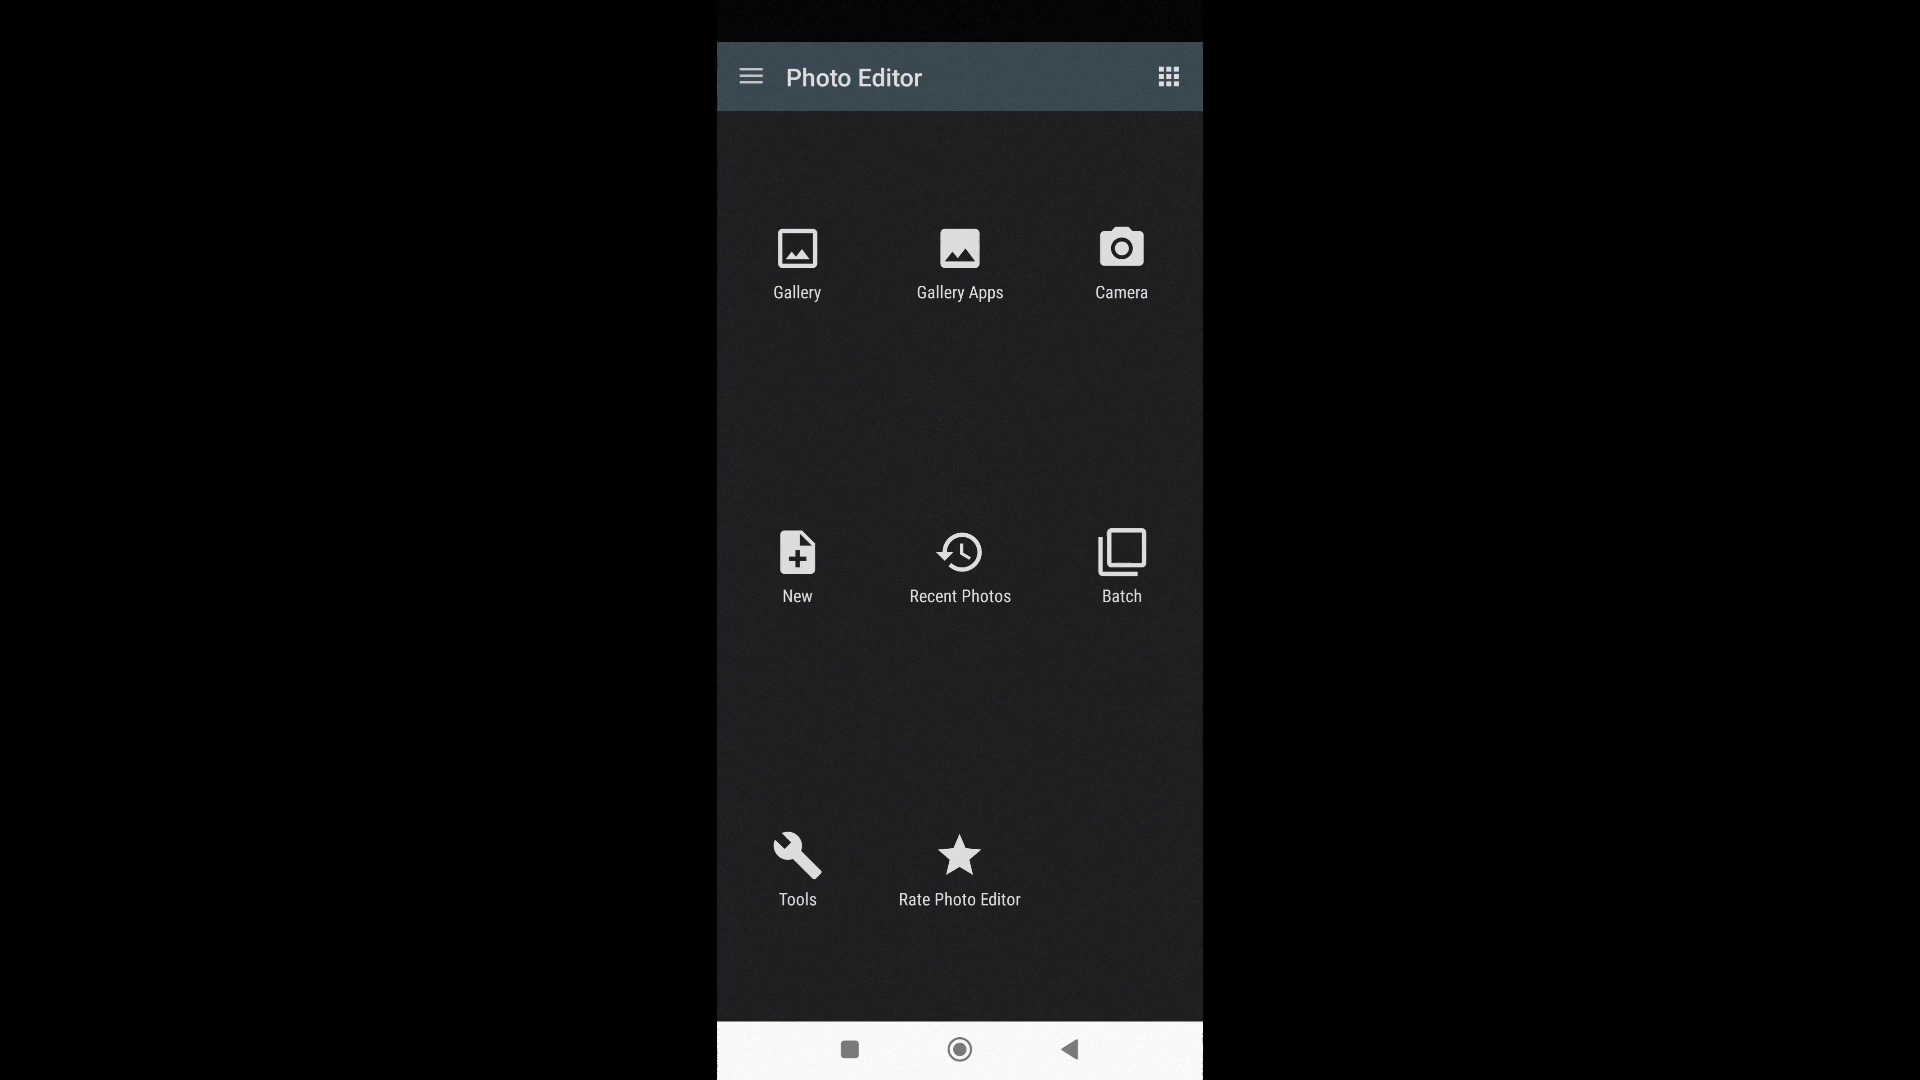 Photo Editor
Gallery
Gallery Apps
Camera
New
Recent Photos
Batch
Tools
Rate Photo Editor